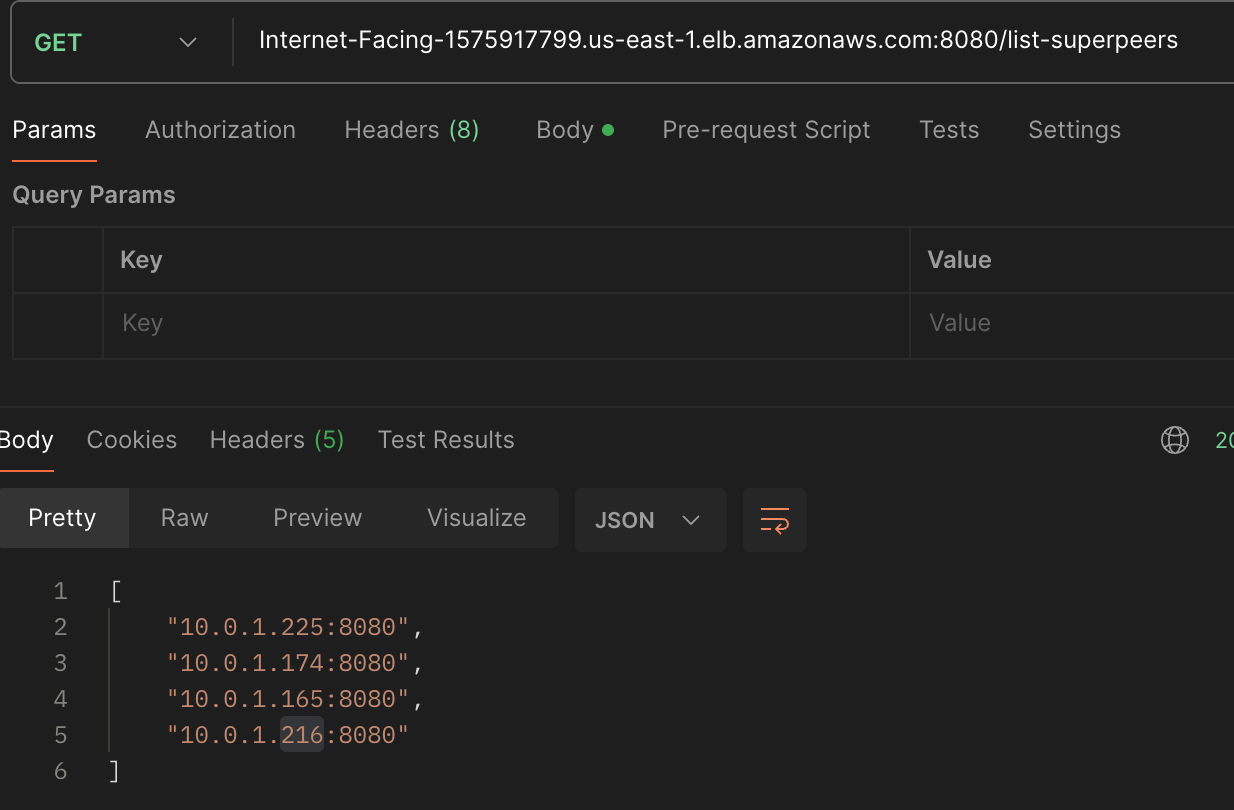 GET Internet-Facing-1575917799.us-east-1.elb.amazonaws.com:8080/list-superpeers
Params Authorization Headers (8) Body Pre-request Script Tests Settings
Query Params
Key Value
Key Value
Body Cookies Headers (5) Test Results 20
Pretty Raw Preview Visualize JSON
1 [
2 "10.0.1.225:8080",
3 "10.0.1.174:8080",
4 "10.0.1.165:8080",
5 "10.0.1.216:8080"
6 ]